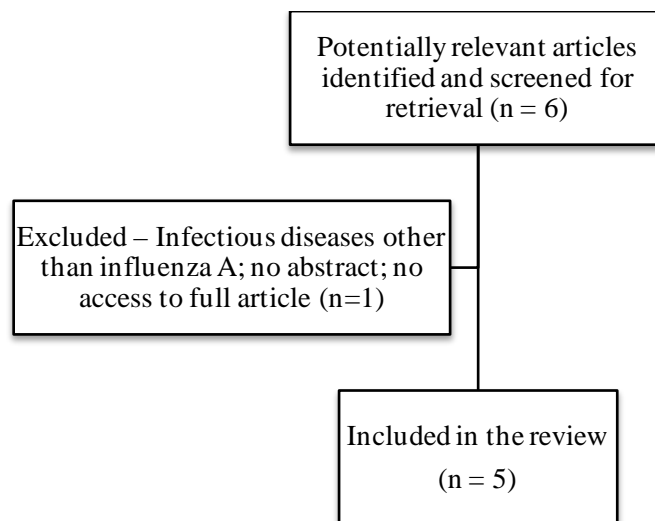 Potentially relevant articles
identified and screened for
retrieval (n = 6)
Excluded – Infectious diseases other
than influenza A; no abstract; no
access to full article (n=1)
Included in the review
(n = 5)